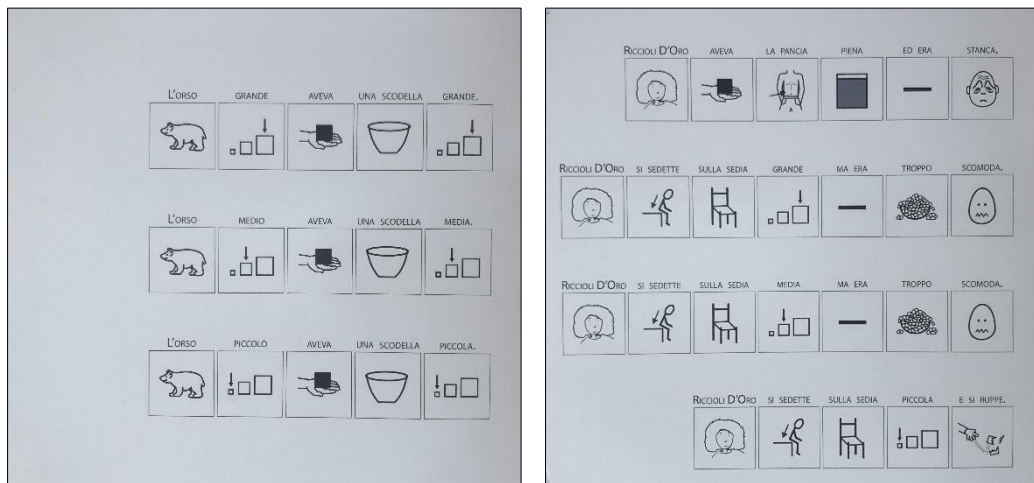 L'ORSO GRANDE AVEVA UNA SCODELLA GRANDE.
L'ORSO MEDIO AVEVA UNA SCODELLA MEDIA.
L'ORSO PICCOLO AVEVA UNA SCODELLA PICCOLA.
RICCIOLI D'ORO AVEVA LA PANCIA PIENA ED ERA STANCA.
RICCIOLI D'ORO SI SEDETTE SULLA SEDIA GRANDE MA ERA TROPPO SCOMODA.
RICCIOLI D'ORO SI SEDETTE SULLA SEDIA MEDIA MA ERA TROPPO SCOMODA.
RICCIOLI D'ORO SI SEDETTE SULLA SEDIA PICCOLA E SI RUPPE.